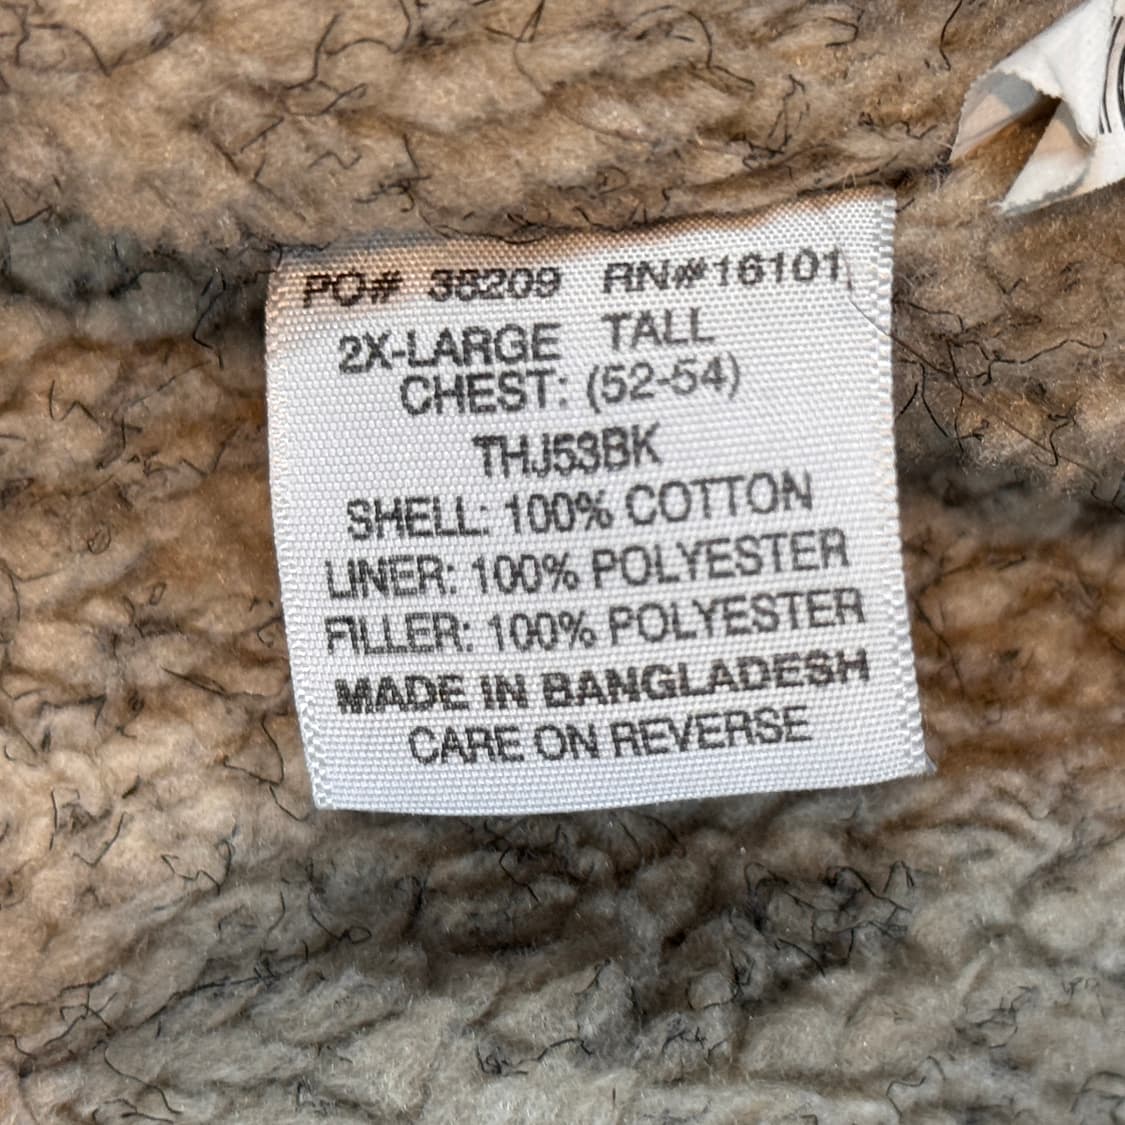 PO# 38209 RN#16101
2X-LARGE TALL
CHEST: (52-54)
THJ53BK
SHELL: 100% COTTON
LINER: 100% POLYESTER
FILLER: 100% POLYESTER
MADE IN BANGLADESH
CARE ON REVERSE